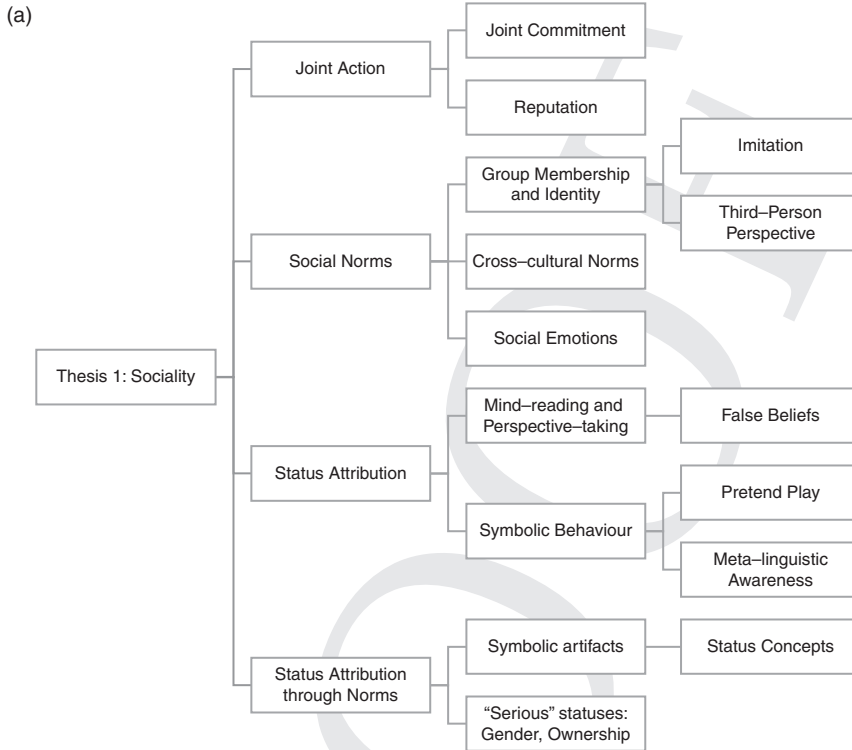 (a)
Joint Commitment
Joint Action
Reputation
Imitation
Group Membership
and Identity
Third–Person
Perspective
Social Norms
Cross–cultural Norms
Social Emotions
Thesis 1: Sociality
Mind–reading and
Perspective–taking
False Beliefs
Status Attribution
Pretend Play
Symbolic Behaviour
Meta–linguistic
Awareness
Symbolic artifacts
Status Concepts
Status Attribution
through Norms
“Serious” statuses:
Gender, Ownership